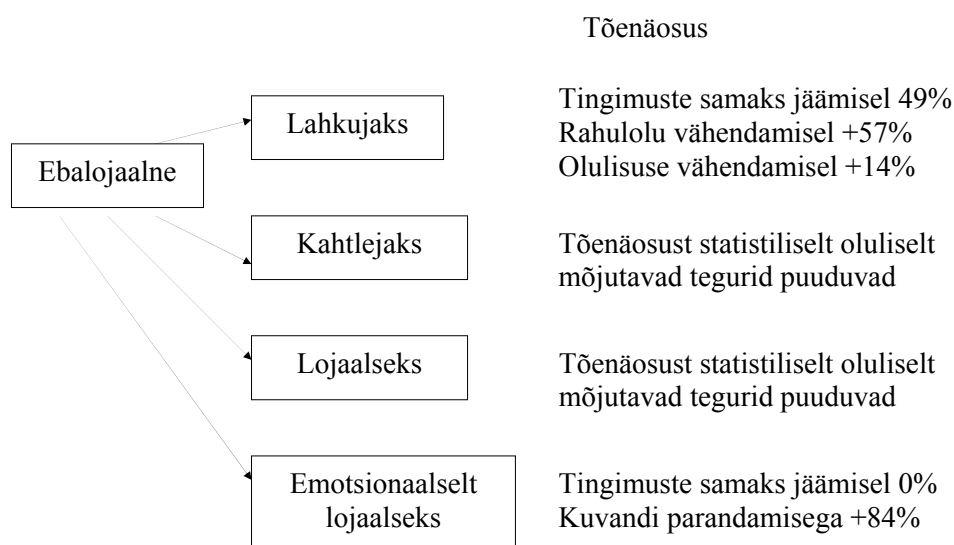 Tõenäosus
Lahkujaks
Tingimuste samaks jäämisel 49%
Rahulolu vähendamisel +57%
Olulisuse vähendamisel +14%
Ebalojaalne
Kahtlejaks
Tõenäosust statistiliselt oluliselt
mõjutavad tegurid puuduvad
Lojaalseks
Tõenäosust statistiliselt oluliselt
mõjutavad tegurid puuduvad
Emotsionaalselt
lojaalseks
Tingimuste samaks jäämisel 0%
Kuvandi parandamisega +84%